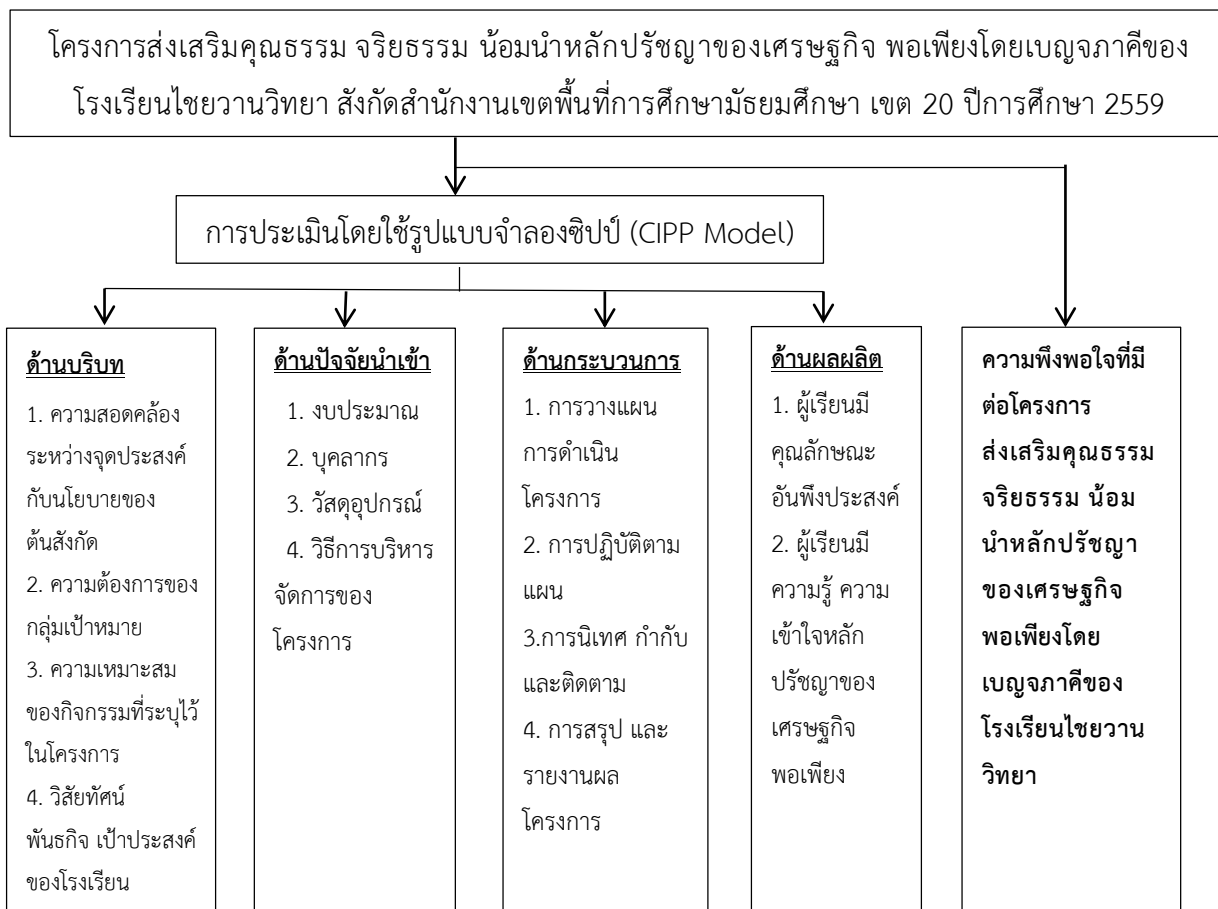 โครงการส่งเสริมคุณธรรม จริยธรรม น้อมนำหลักปรัชญาของเศรษฐกิจ พอเพียงโดยเบญจภาคีของ
โรงเรียนไชยวานวิทยา สังกัดสำนักงานเขตพื้นที่การศึกษามัธยมศึกษา เขต 20 ปีการศึกษา 2559
การประเมินโดยใช้รูปแบบจำลองซิปป์ (CIPP Model)
ด้านบริบท
1. ความสอดคล้อง
ระหว่างจุดประสงค์
กับนโยบายของ
ต้นสังกัด
2. ความต้องการของ
กลุ่มเป้าหมาย
3. ความเหมาะสม
ของกิจกรรมที่ระบุไว้
ในโครงการ
4. วิสัยทัศน์
พันธกิจ เป้าประสงค์
ของโรงเรียน
ด้านปัจจัยนำเข้า
1. งบประมาณ
2. บุคลากร
3. วัสดุอุปกรณ์
4. วิธีการบริหาร
จัดการของ
โครงการ
ด้านกระบวนการ
1. การวางแผน
การดำเนิน
โครงการ
2. การปฏิบัติตาม
แผน
3.การนิเทศ กำกับ
และติดตาม
4. การสรุป และ
รายงานผล
โครงการ
ด้านผลผลิต
1. ผู้เรียนมี
คุณลักษณะ
อันพึงประสงค์
2. ผู้เรียนมี
ความรู้ ความ
เข้าใจหลัก
ปรัชญาของ
เศรษฐกิจ
พอเพียง
ความพึงพอใจที่มี
ต่อโครงการ
ส่งเสริมคุณธรรม
จริยธรรม น้อม
นำหลักปรัชญา
ของเศรษฐกิจ
พอเพียงโดย
เบญจภาคีของ
โรงเรียนไชยวาน
วิทยา